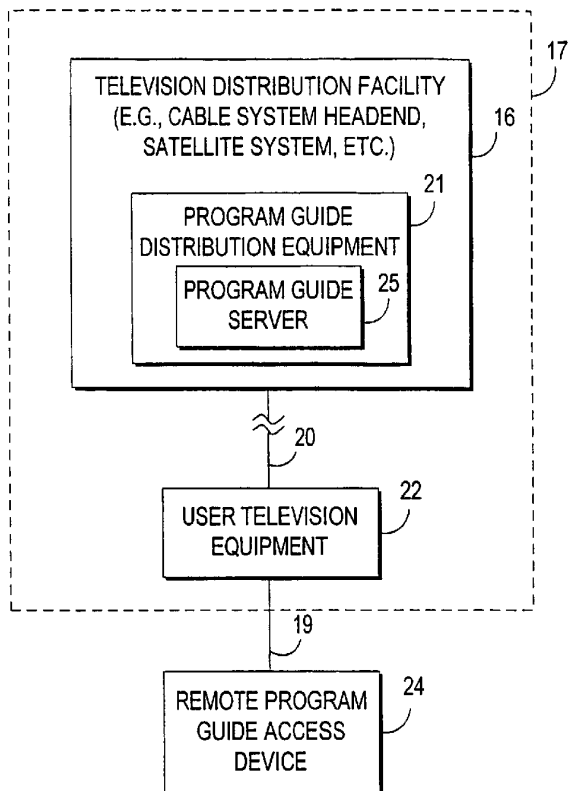 17
TELEVISION DISTRIBUTION FACILITY
(E.G., CABLE SYSTEM HEADEND,
SATELLITE SYSTEM, ETC.)
16
21
PROGRAM GUIDE
DISTRIBUTION EQUIPMENT
PROGRAM GUIDE
SERVER
25
20
22
USER TELEVISION
EQUIPMENT
19
24
REMOTE PROGRAM
GUIDE ACCESS
DEVICE